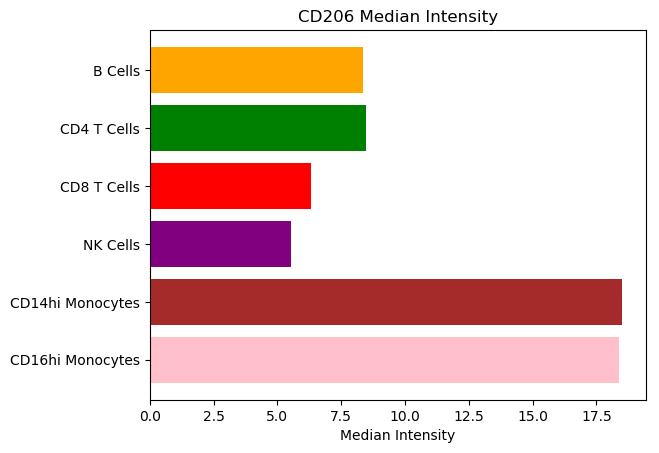 CD206 Median Intensity
B Cells
CD4 T Cells
CD8 T Cells
NK Cells
CD14hi Monocytes
CD16hi Monocytes
0.0 2.5 5.0 7.5 10.0 12.5 15.0 17.5
Median Intensity